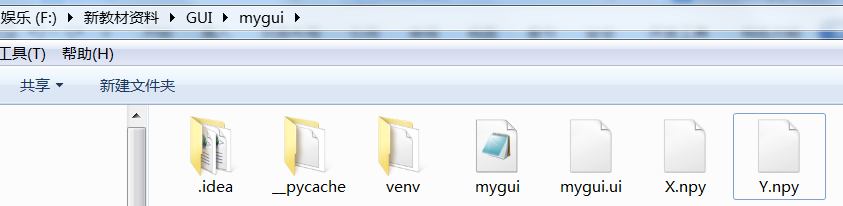 娱乐 (F:) ▶ 新教材资料 ▶ GUI ▶ mygui ▶
工具(T) 帮助(H)
共享 新建文件夹
.idea __pycache venv mygui mygui.ui X.npy Y.npy